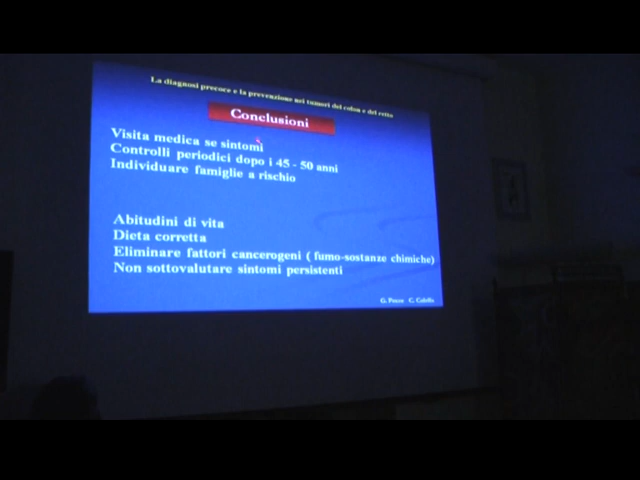 La diagnosi precoce e la prevenzione nei tumori del colon e del retto
Conclusioni
Visita medica se sintomi
Controlli periodici dopo i 45 - 50 anni
Individuare famiglie a rischio
Abitudini di vita
Dieta corretta
Eliminare fattori cancerogeni ( fumo-sostanze chimiche)
Non sottovalutare sintomi persistenti
G. C.